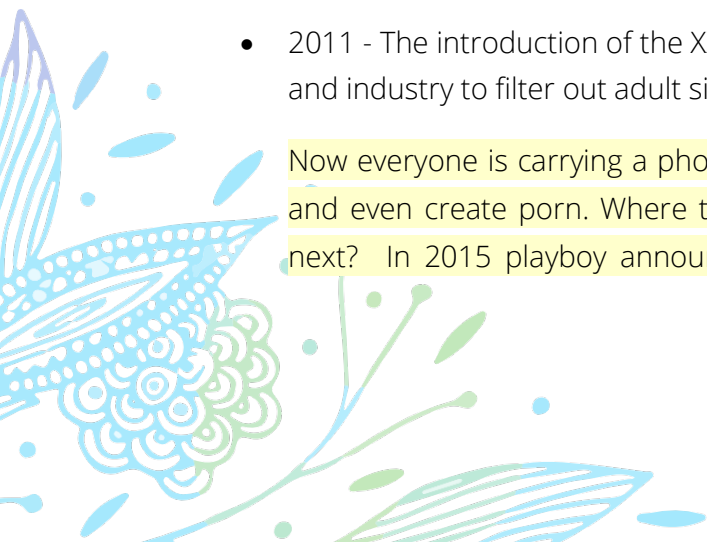 • 2011 - The introduction of the X
and industry to filter out adult si
Now everyone is carrying a pho
and even create porn. Where t
next? In 2015 playboy annou